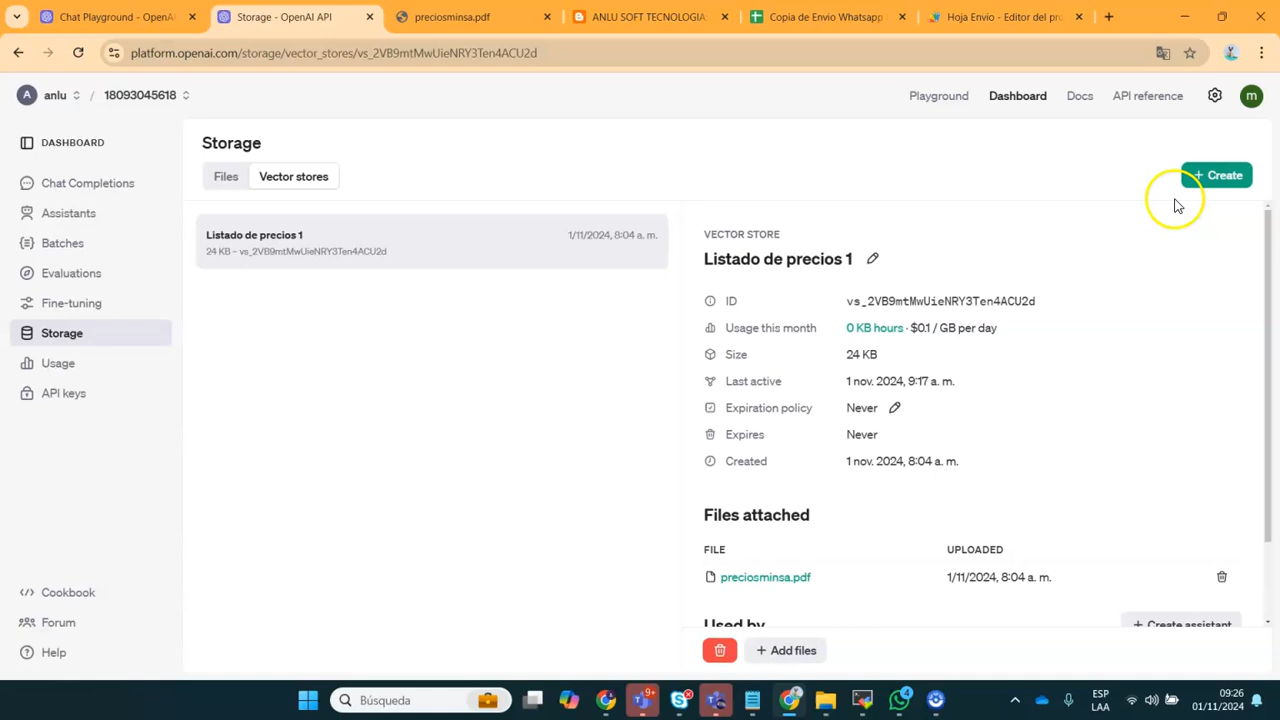 Chat Playground - OpenAI A
Storage - OpenAI API
preciosminsa.pdf
ANLU SOFT TECNOLOGIA
Copia de Envio Whatsapp
Hoja Envio - Editor del pr
platform.openai.com/storage/vector_stores/vs_2VB9mtMwUieNRY3Ten4ACU2d
A anlu / 18093045618
Playground Dashboard Docs API reference m
DASHBOARD
Chat Completions
Assistants
Batches
Evaluations
Fine-tuning
Storage
Usage
API keys
Cookbook
Forum
Help
Storage
Files Vector stores
+ Create
Listado de precios 1 1/11/2024, 8:04 a. m.
24 KB – vs_2VB9mtMwUieNRY3Ten4ACU2d
VECTOR STORE
Listado de precios 1
ID vs_2VB9mtMwUieNRY3Ten4ACU2d
Usage this month 0 KB hours · $0.1 / GB per day
Size 24 KB
Last active 1 nov. 2024, 9:17 a. m.
Expiration policy Never
Expires Never
Created 1 nov. 2024, 8:04 a. m.
Files attached
FILE UPLOADED
preciosminsa.pdf 1/11/2024, 8:04 a. m.
Used by + Create assistant
+ Add files
Búsqueda
9+
4
ESP
LAA
09:26
01/11/2024